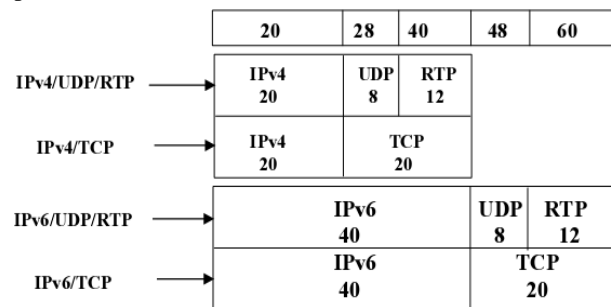 20 28 40 48 60
IPv4/UDP/RTP IPv4 UDP RTP
20 8 12
IPv4/TCP IPv4 TCP
20 20
IPv6/UDP/RTP IPv6 UDP RTP
40 8 12
IPv6/TCP IPv6 TCP
40 20